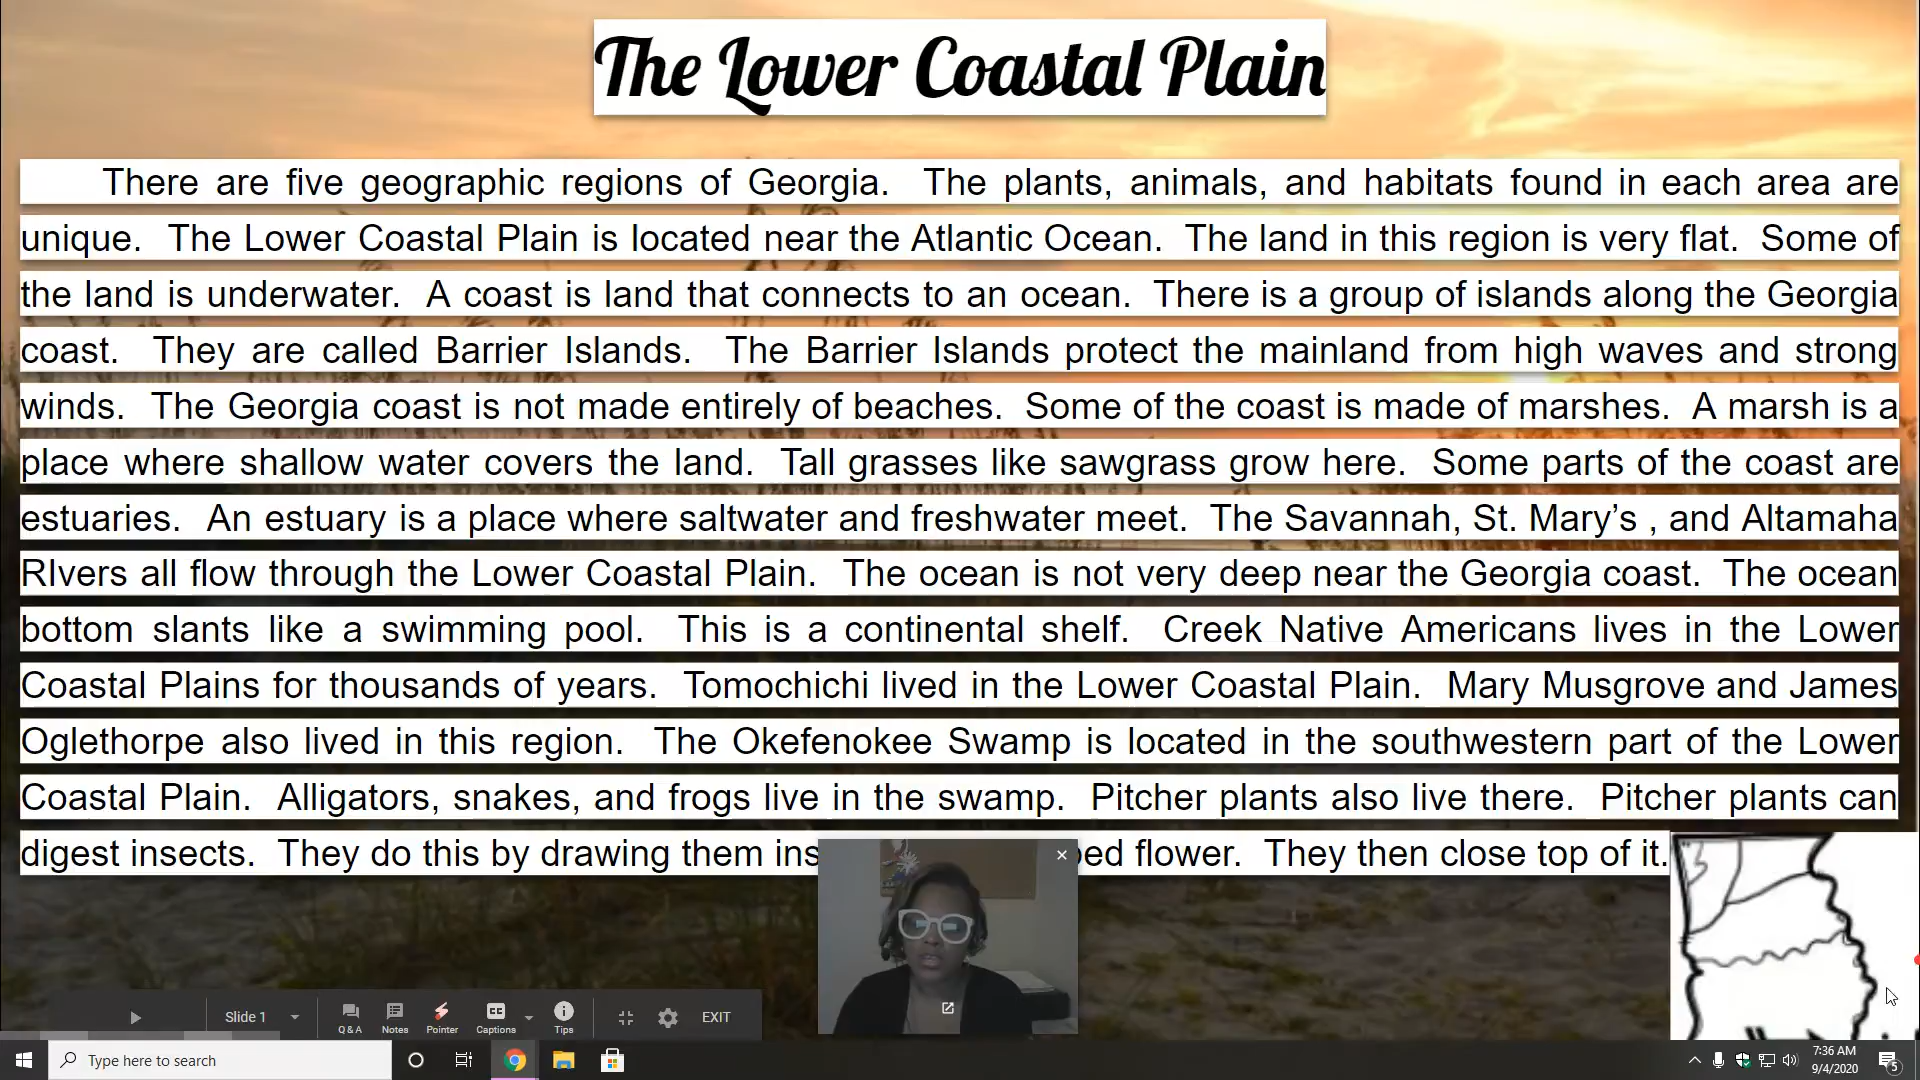 The Lower Coastal Plain
There are five geographic regions of Georgia. The plants, animals, and habitats found in each area are
unique. The Lower Coastal Plain is located near the Atlantic Ocean. The land in this region is very flat. Some of
the land is underwater. A coast is land that connects to an ocean. There is a group of islands along the Georgia
coast. They are called Barrier Islands. The Barrier Islands protect the mainland from high waves and strong
winds. The Georgia coast is not made entirely of beaches. Some of the coast is made of marshes. A marsh is a
place where shallow water covers the land. Tall grasses like sawgrass grow here. Some parts of the coast are
estuaries. An estuary is a place where saltwater and freshwater meet. The Savannah, St. Mary’s , and Altamaha
RIvers all flow through the Lower Coastal Plain. The ocean is not very deep near the Georgia coast. The ocean
bottom slants like a swimming pool. This is a continental shelf. Creek Native Americans lives in the Lower
Coastal Plains for thousands of years. Tomochichi lived in the Lower Coastal Plain. Mary Musgrove and James
Oglethorpe also lived in this region. The Okefenokee Swamp is located in the southwestern part of the Lower
Coastal Plain. Alligators, snakes, and frogs live in the swamp. Pitcher plants also live there. Pitcher plants can
digest insects. They do this by drawing them flower. They then close top of it.
Slide 1
Q & A
Notes
Pointer
Captions
Tips
EXIT
Type here to search
7:36 AM
9/4/2020
5